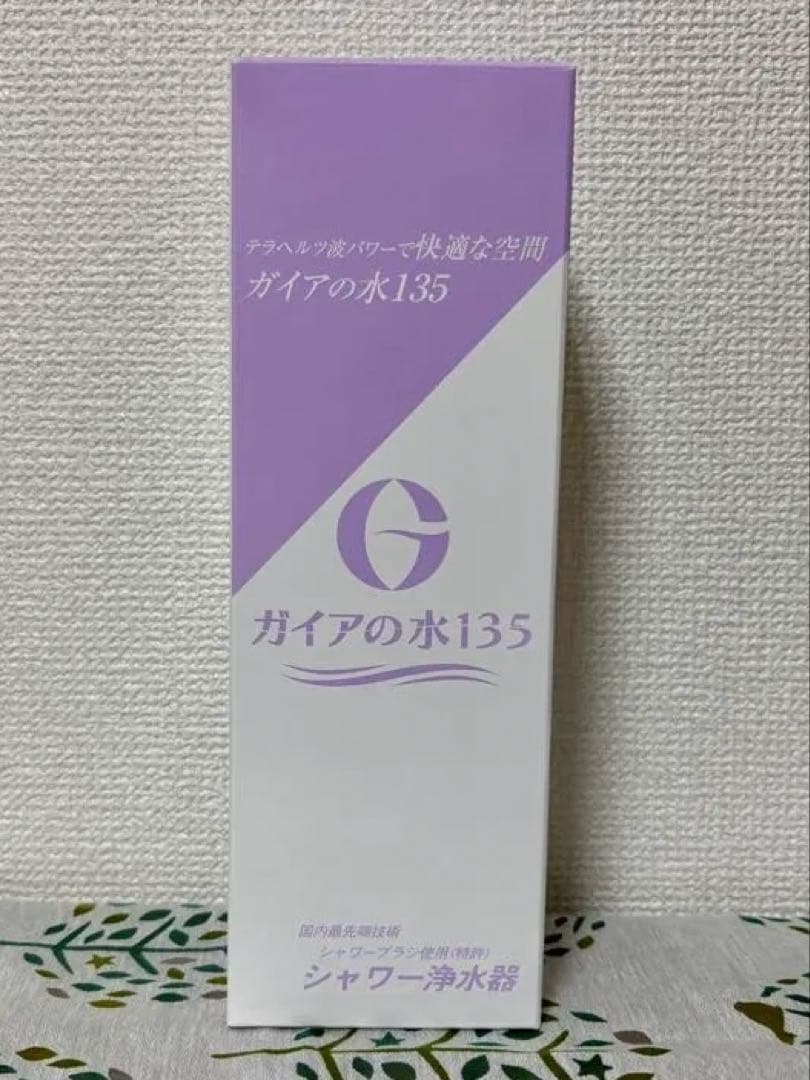 テラヘルツ波パワーで快適な空間
ガイアの水135
G
ガイアの水135
国内最先端技術
シャワーブラシ使用(特許)
シャワー浄水器